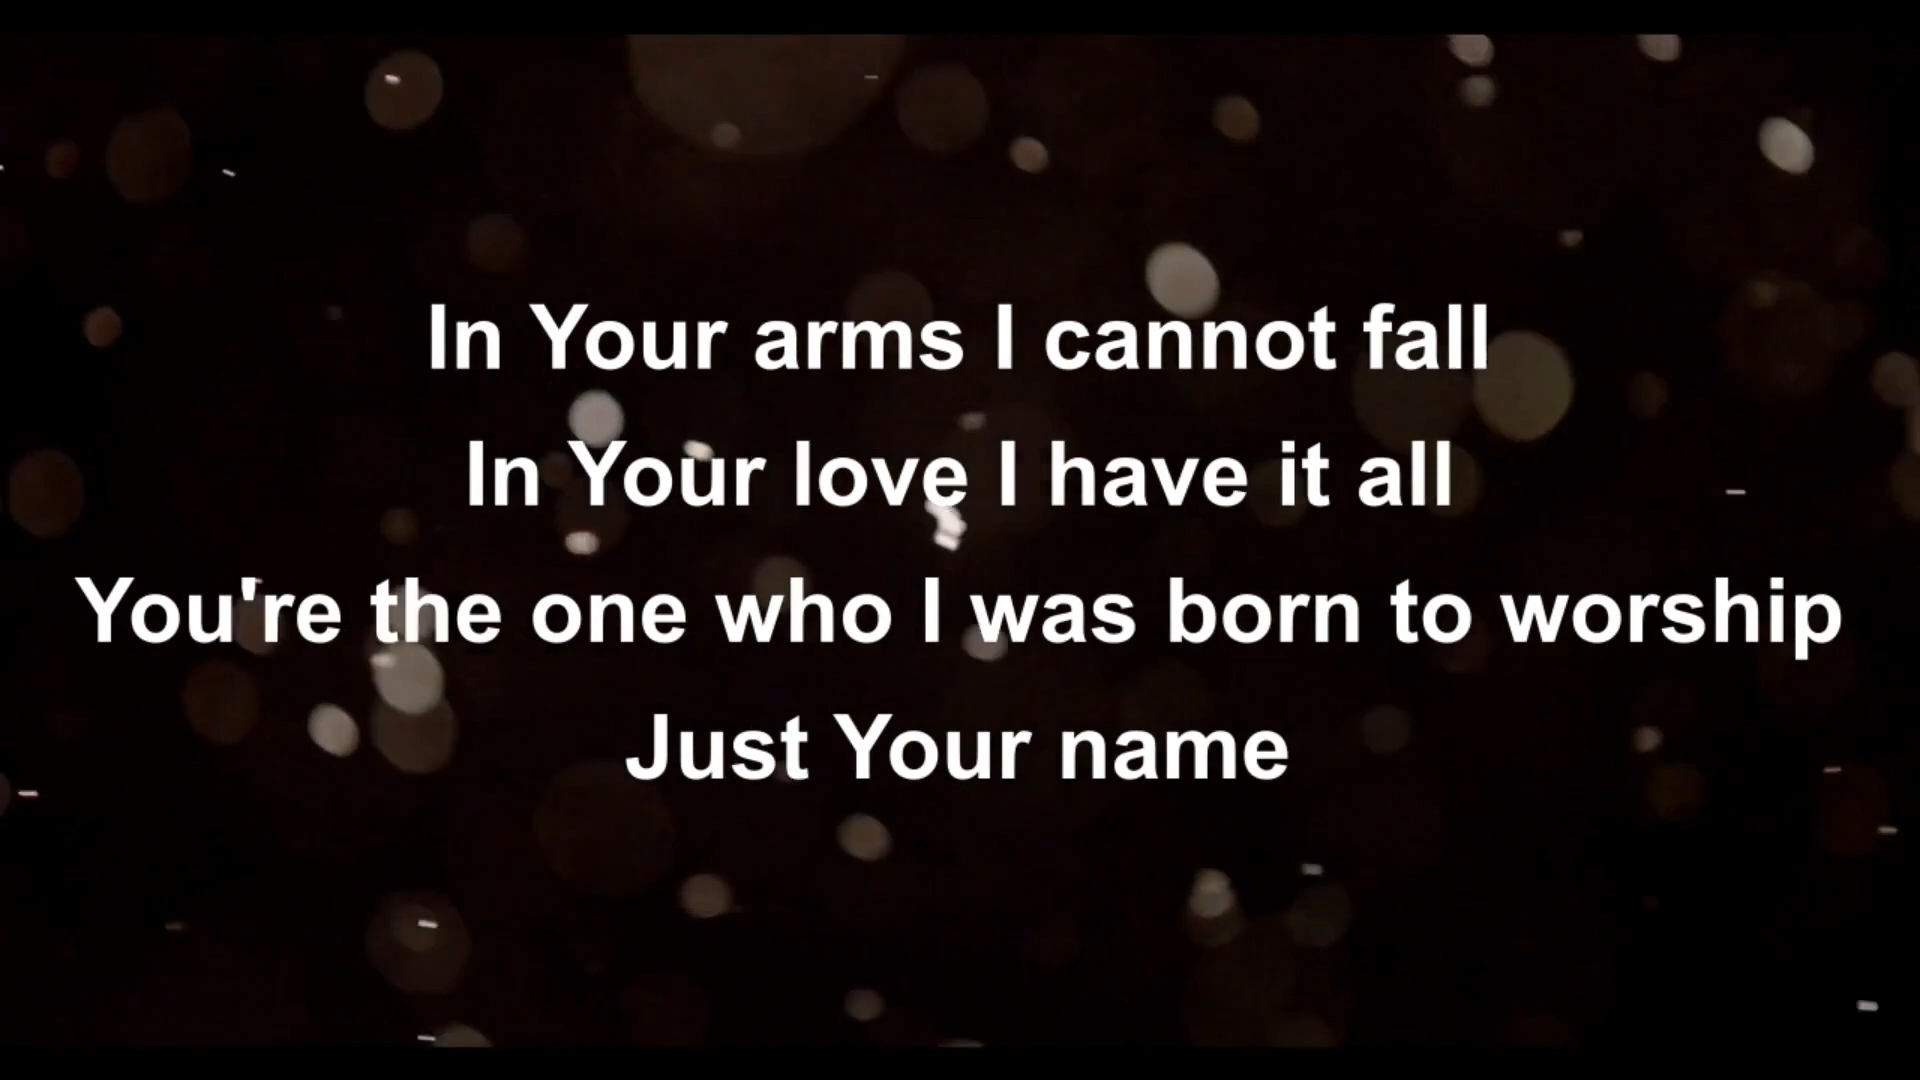 In Your arms I cannot fall
In Your love I have it all
You're the one who I was born to worship
Just Your name